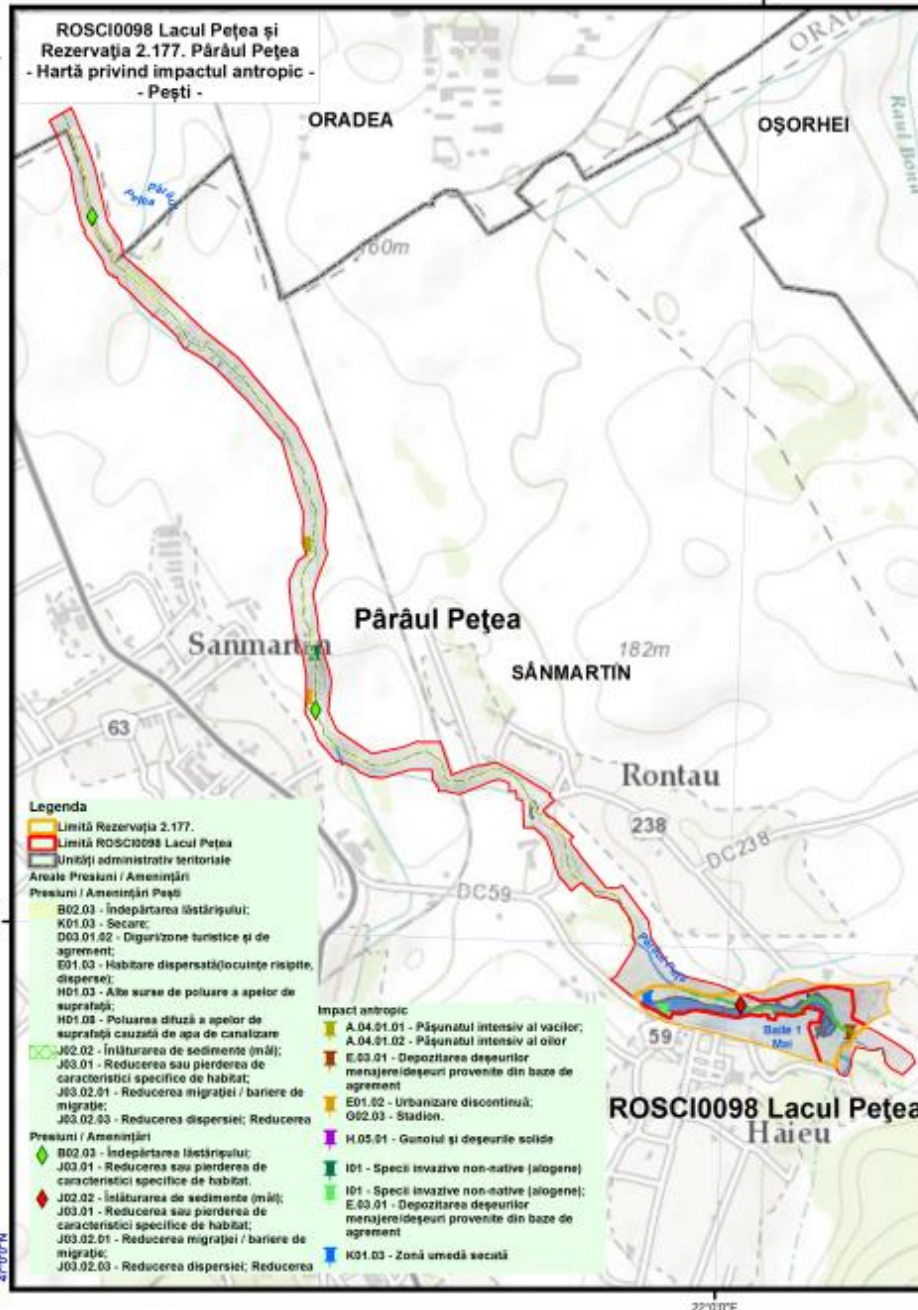 ROSCI0098 Lacul Peţea şi
Rezervaţia 2.177. Pârâul Peţea
- Hartă privind impactul antropic -
- Peşti -
ORADEA
OŞORHEI
ORAD
Raul Bonu
pârâul
Peţea
160m
Pârâul Peţea
Sanmartin
182m
SÂNMARTIN
63
Rontau
238
DC238
DC59
Pârâul Peţa
59
Baile 1
Mai
ROSCI0098 Lacul Peţea
Haieu
Legenda
Limită Rezervaţia 2.177.
Limită ROSCI0098 Lacul Peţea
Unităţi administrativ teritoriale
Areale Presiuni / Ameninţări
Presiuni / Ameninţări Peşti
B02.03 - Îndepărtarea lăstărişului;
K01.03 - Secare;
D03.01.02 - Diguri/zone turistice şi de
agrement;
E01.03 - Habitare dispersată(locuinţe risipite,
disperse);
H01.03 - Alte surse de poluare a apelor de
suprafaţă;
H01.08 - Poluarea difuză a apelor de
suprafaţă cauzată de apa de canalizare
J02.02 - Înlăturarea de sedimente (mâl);
J03.01 - Reducerea sau pierderea de
caracteristici specifice de habitat;
J03.02.01 - Reducerea migraţiei / bariere de
migraţie;
J03.02.03 - Reducerea dispersiei; Reducerea
Presiuni / Ameninţări
B02.03 - Îndepărtarea lăstărişului;
J03.01 - Reducerea sau pierderea de
caracteristici specifice de habitat.
J02.02 - Înlăturarea de sedimente (mâl);
J03.01 - Reducerea sau pierderea de
caracteristici specifice de habitat;
J03.02.01 - Reducerea migraţiei / bariere de
migraţie;
J03.02.03 - Reducerea dispersiei; Reducerea
Impact antropic
A.04.01.01 - Păşunatul intensiv al vacilor;
A.04.01.02 - Păşunatul intensiv al oilor
E.03.01 - Depozitarea deşeurilor
menajere/deşeuri provenite din baze de
agrement
E01.02 - Urbanizare discontinuă;
G02.03 - Stadion.
H.05.01 - Gunoiul şi deşeurile solide
I01 - Specii invazive non-native (alogene)
I01 - Specii invazive non-native (alogene);
E.03.01 - Depozitarea deşeurilor
menajere/deşeuri provenite din baze de
agrement
K01.03 - Zonă umedă secată
22°0'0"E